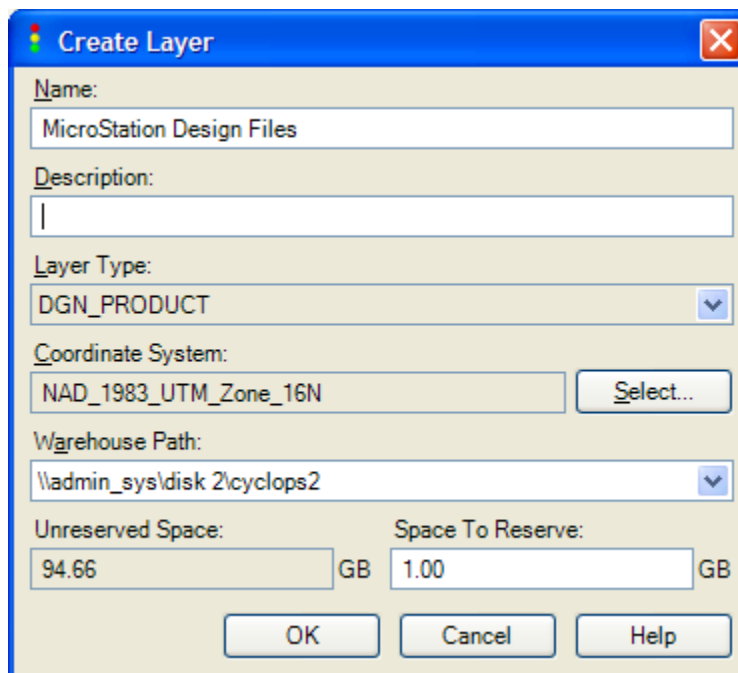 Create Layer
Name:
MicroStation Design Files
Description:
Layer Type:
DGN_PRODUCT
Coordinate System:
NAD_1983_UTM_Zone_16N Select...
Warehouse Path:
\\admin_sys\disk 2\cyclops2
Unreserved Space: Space To Reserve:
94.66 GB 1.00 GB
OK Cancel Help